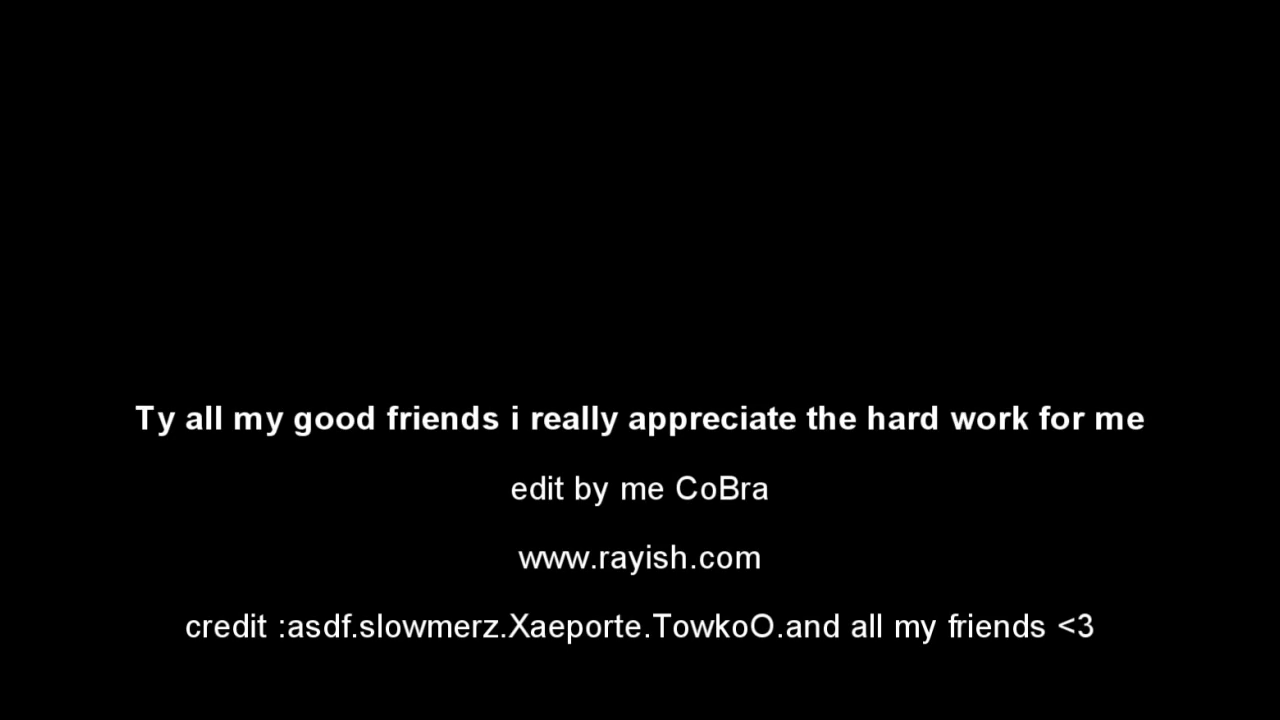 Ty all my good friends i really appreciate the hard work for me
edit by me CoBra
www.rayish.com
credit :asdf.slowmerz.Xaeporte.TowkoO.and all my friends <3